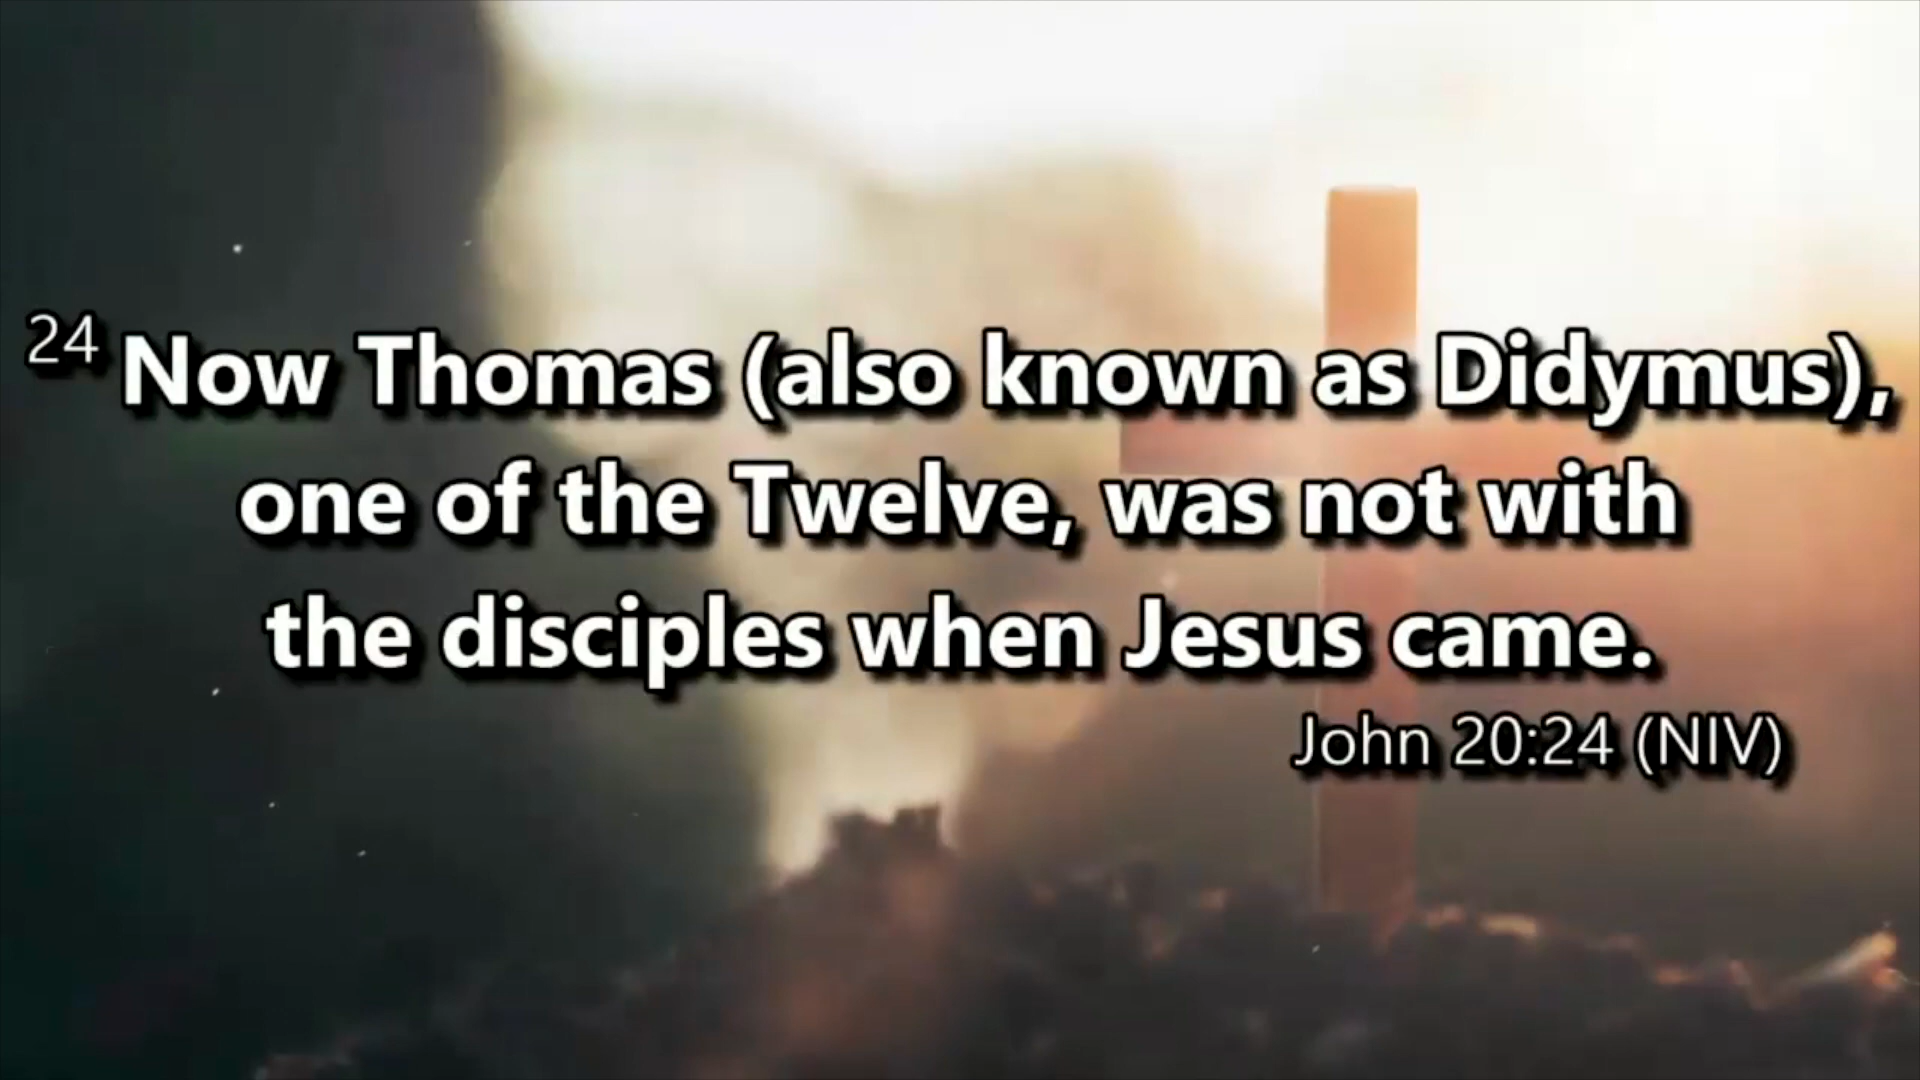 24 Now Thomas (also known as Didymus),
one of the Twelve, was not with
the disciples when Jesus came.
John 20:24 (NIV)